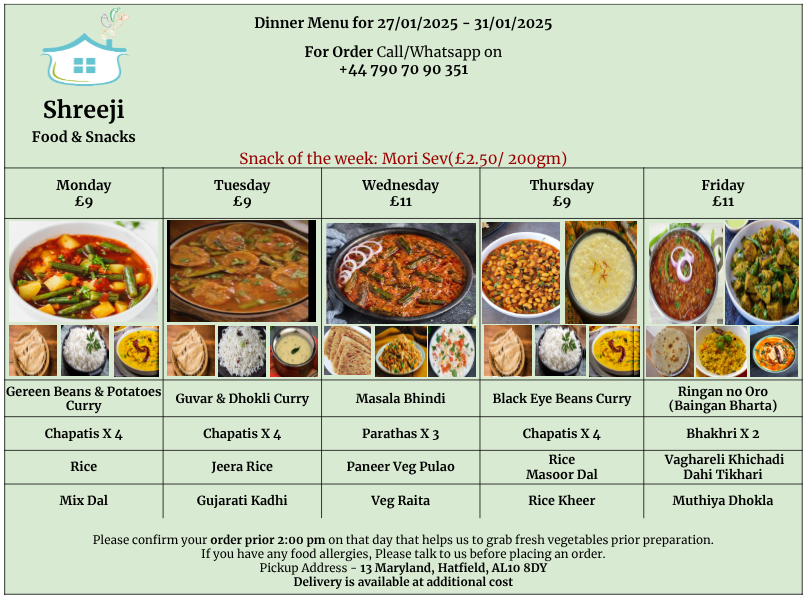 Dinner Menu for 27/01/2025 - 31/01/2025
For Order Call/Whatsapp on
+44 790 70 90 351
Shreeji
Food & Snacks
Snack of the week: Mori Sev(£2.50/ 200gm)
Monday
£9
Tuesday
£9
Wednesday
£11
Thursday
£9
Friday
£11
Gereen Beans & Potatoes
Curry
Guvar & Dhokli Curry
Masala Bhindi
Black Eye Beans Curry
Ringan no Oro
(Baingan Bharta)
Chapatis X 4
Chapatis X 4
Parathas X 3
Chapatis X 4
Bhakhri X 2
Rice
Jeera Rice
Paneer Veg Pulao
Rice
Masoor Dal
Vaghareli Khichadi
Dahi Tikhari
Mix Dal
Gujarati Kadhi
Veg Raita
Rice Kheer
Muthiya Dhokla
Please confirm your order prior 2:00 pm on that day that helps us to grab fresh vegetables prior preparation.
If you have any food allergies, Please talk to us before placing an order.
Pickup Address - 13 Maryland, Hatfield, AL10 8DY
Delivery is available at additional cost